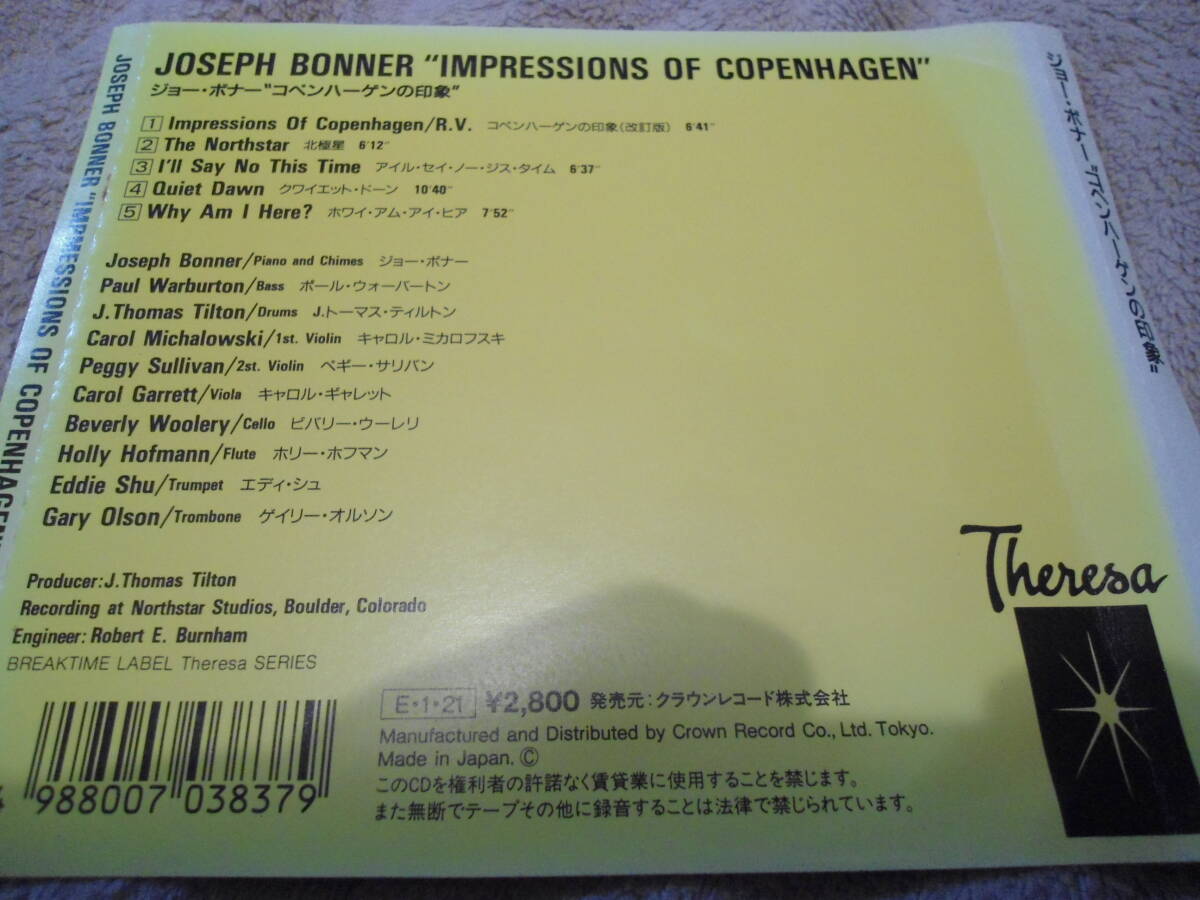 JOSEPH BONNER "IMPRESSIONS OF COPENHAGEN"
ジョー・ボナー"コペンハーゲンの印象"
1 Impressions Of Copenhagen/R.V. コペンハーゲンの印象(改訂版) 6'41"
2 The Northstar 北極星 6'12"
3 I'll Say No This Time アイル・セイ・ノー・ジス・タイム 6'37"
4 Quiet Dawn クワイエット・ドーン 10'40"
5 Why Am I Here? ホワイ・アム・アイ・ヒア 7'52"
Joseph Bonner/Piano and Chimes ジョー・ボナー
Paul Warburton/Bass ポール・ウォーバートン
J.Thomas Tilton/Drums J.トーマス・ティルトン
Carol Michalowski/1st. Violin キャロル・ミカロフスキ
Peggy Sullivan/2st. Violin ペギー・サリバン
Carol Garrett/Viola キャロル・ギャレット
Beverly Woolery/Cello ビバリー・ウーレリ
Holly Hofmann/Flute ホリー・ホフマン
Eddie Shu/Trumpet エディ・シュ
Gary Olson/Trombone ゲイリー・オルソン
Producer:J.Thomas Tilton
Recording at Northstar Studios, Boulder, Colorado
Engineer: Robert E. Burnham
BREAKTIME LABEL Theresa SERIES
E・1・21 ¥2,800 発売元:クラウンレコード株式会社
Manufactured and Distributed by Crown Record Co., Ltd. Tokyo.
Made in Japan. Ⓒ
このCDを権利者の許諾なく賃貸業に使用することを禁じます。
また無断でテープその他に録音することは法律で禁じられています。
4 988007 038379
Theresa
JOSEPH BONNER "IMPMESSIONS OF COPENHAGEN"
ジョー・ボナー"コペンハーゲンの印象"